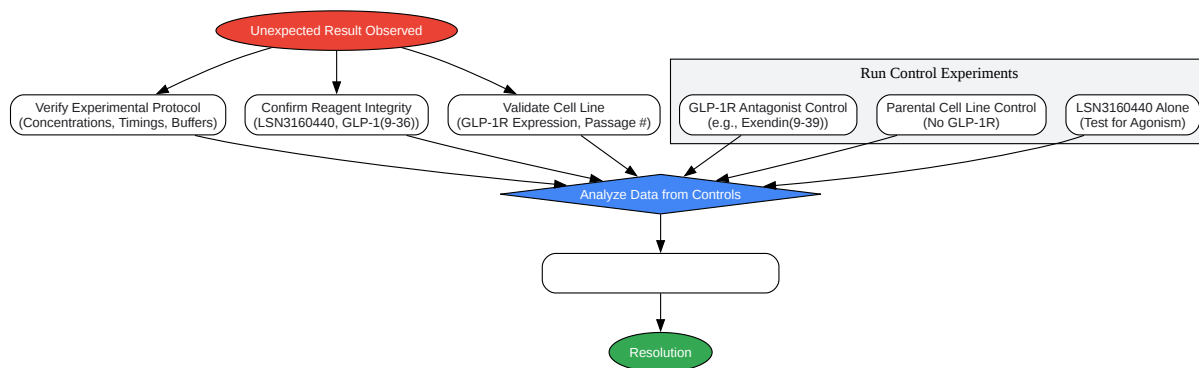 Unexpected Result Observed
Run Control Experiments
Verify Experimental Protocol
(Concentrations, Timings, Buffers)
Confirm Reagent Integrity
(LSN3160440, GLP-1(9-36))
Validate Cell Line
(GLP-1R Expression, Passage #)
GLP-1R Antagonist Control
(e.g., Exendin(9-39))
Parental Cell Line Control
(No GLP-1R)
LSN3160440 Alone
(Test for Agonism)
Analyze Data from Controls
Resolution